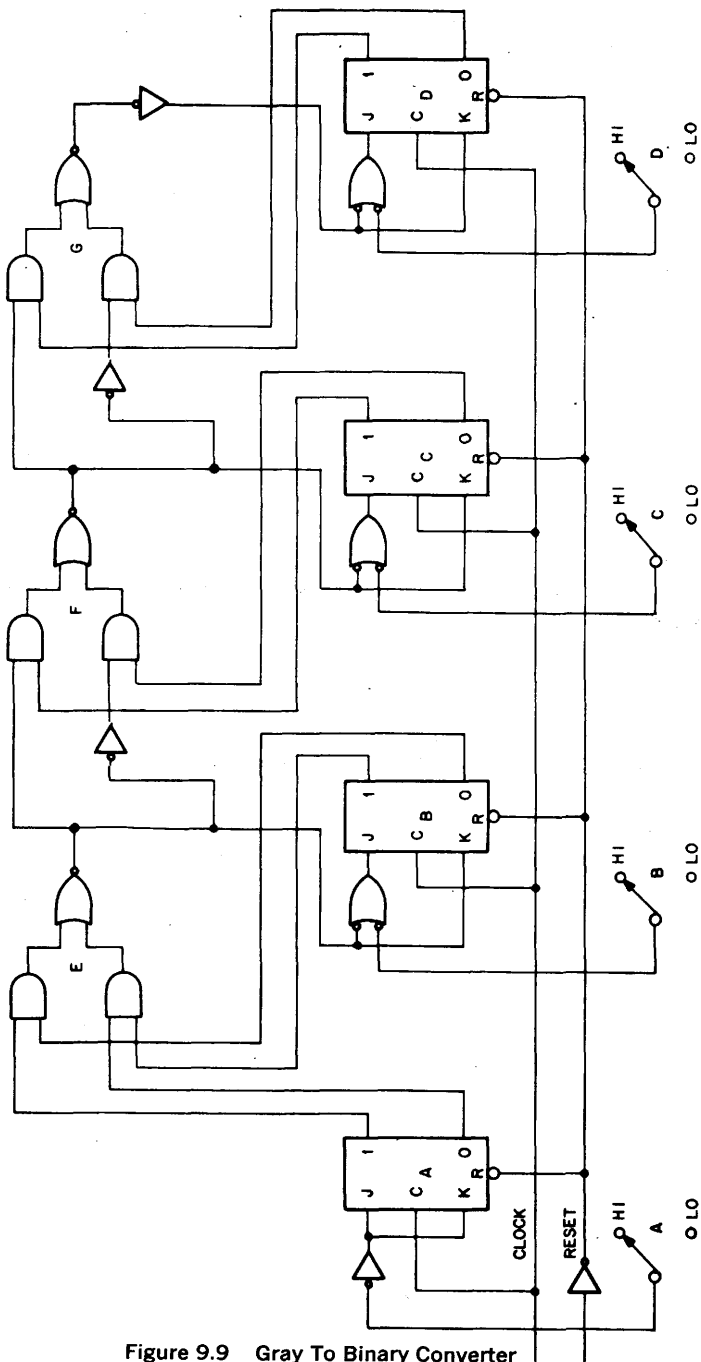 G
J 1
C D
K 0
R
HI
D
LO
F
J 1
C C
K 0
R
HI
C
LO
E
J 1
C B
K 0
R
HI
B
LO
J 1
C A
K 0
R
CLOCK
RESET
HI
A
LO
Figure 9.9 Gray To Binary Converter